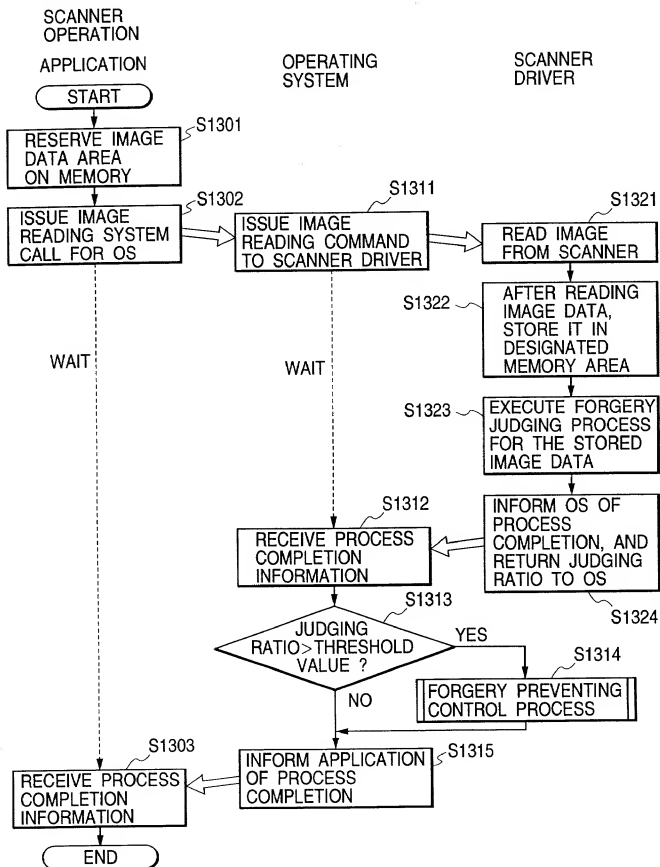 SCANNER
OPERATION
APPLICATION
OPERATING
SYSTEM
SCANNER
DRIVER
START
S1301
RESERVE IMAGE
DATA AREA
ON MEMORY
S1302
ISSUE IMAGE
READING SYSTEM
CALL FOR OS
S1311
ISSUE IMAGE
READING COMMAND
TO SCANNER DRIVER
S1321
READ IMAGE
FROM SCANNER
S1322
AFTER READING
IMAGE DATA,
STORE IT IN
DESIGNATED
MEMORY AREA
WAIT
WAIT
S1323
EXECUTE FORGERY
JUDGING PROCESS
FOR THE STORED
IMAGE DATA
S1312
RECEIVE PROCESS
COMPLETION
INFORMATION
INFORM OS OF
PROCESS
COMPLETION, AND
RETURN JUDGING
RATIO TO OS
S1324
S1313
JUDGING
RATIO>THRESHOLD
VALUE ?
YES
NO
S1314
FORGERY PREVENTING
CONTROL PROCESS
S1315
INFORM APPLICATION
OF PROCESS
COMPLETION
S1303
RECEIVE PROCESS
COMPLETION
INFORMATION
END